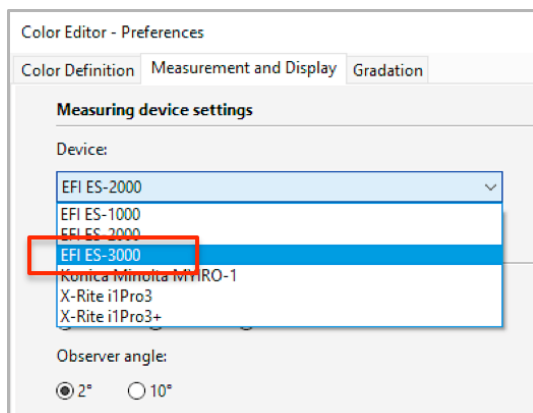 Color Editor - Preferences
Color Definition Measurement and Display Gradation
Measuring device settings
Device:
EFI ES-2000
EFI ES-1000
EFI ES-2000
EFI ES-3000
Konica Minolta MYIRO-1
X-Rite i1Pro3
X-Rite i1Pro3+
Observer angle:
2° 10°